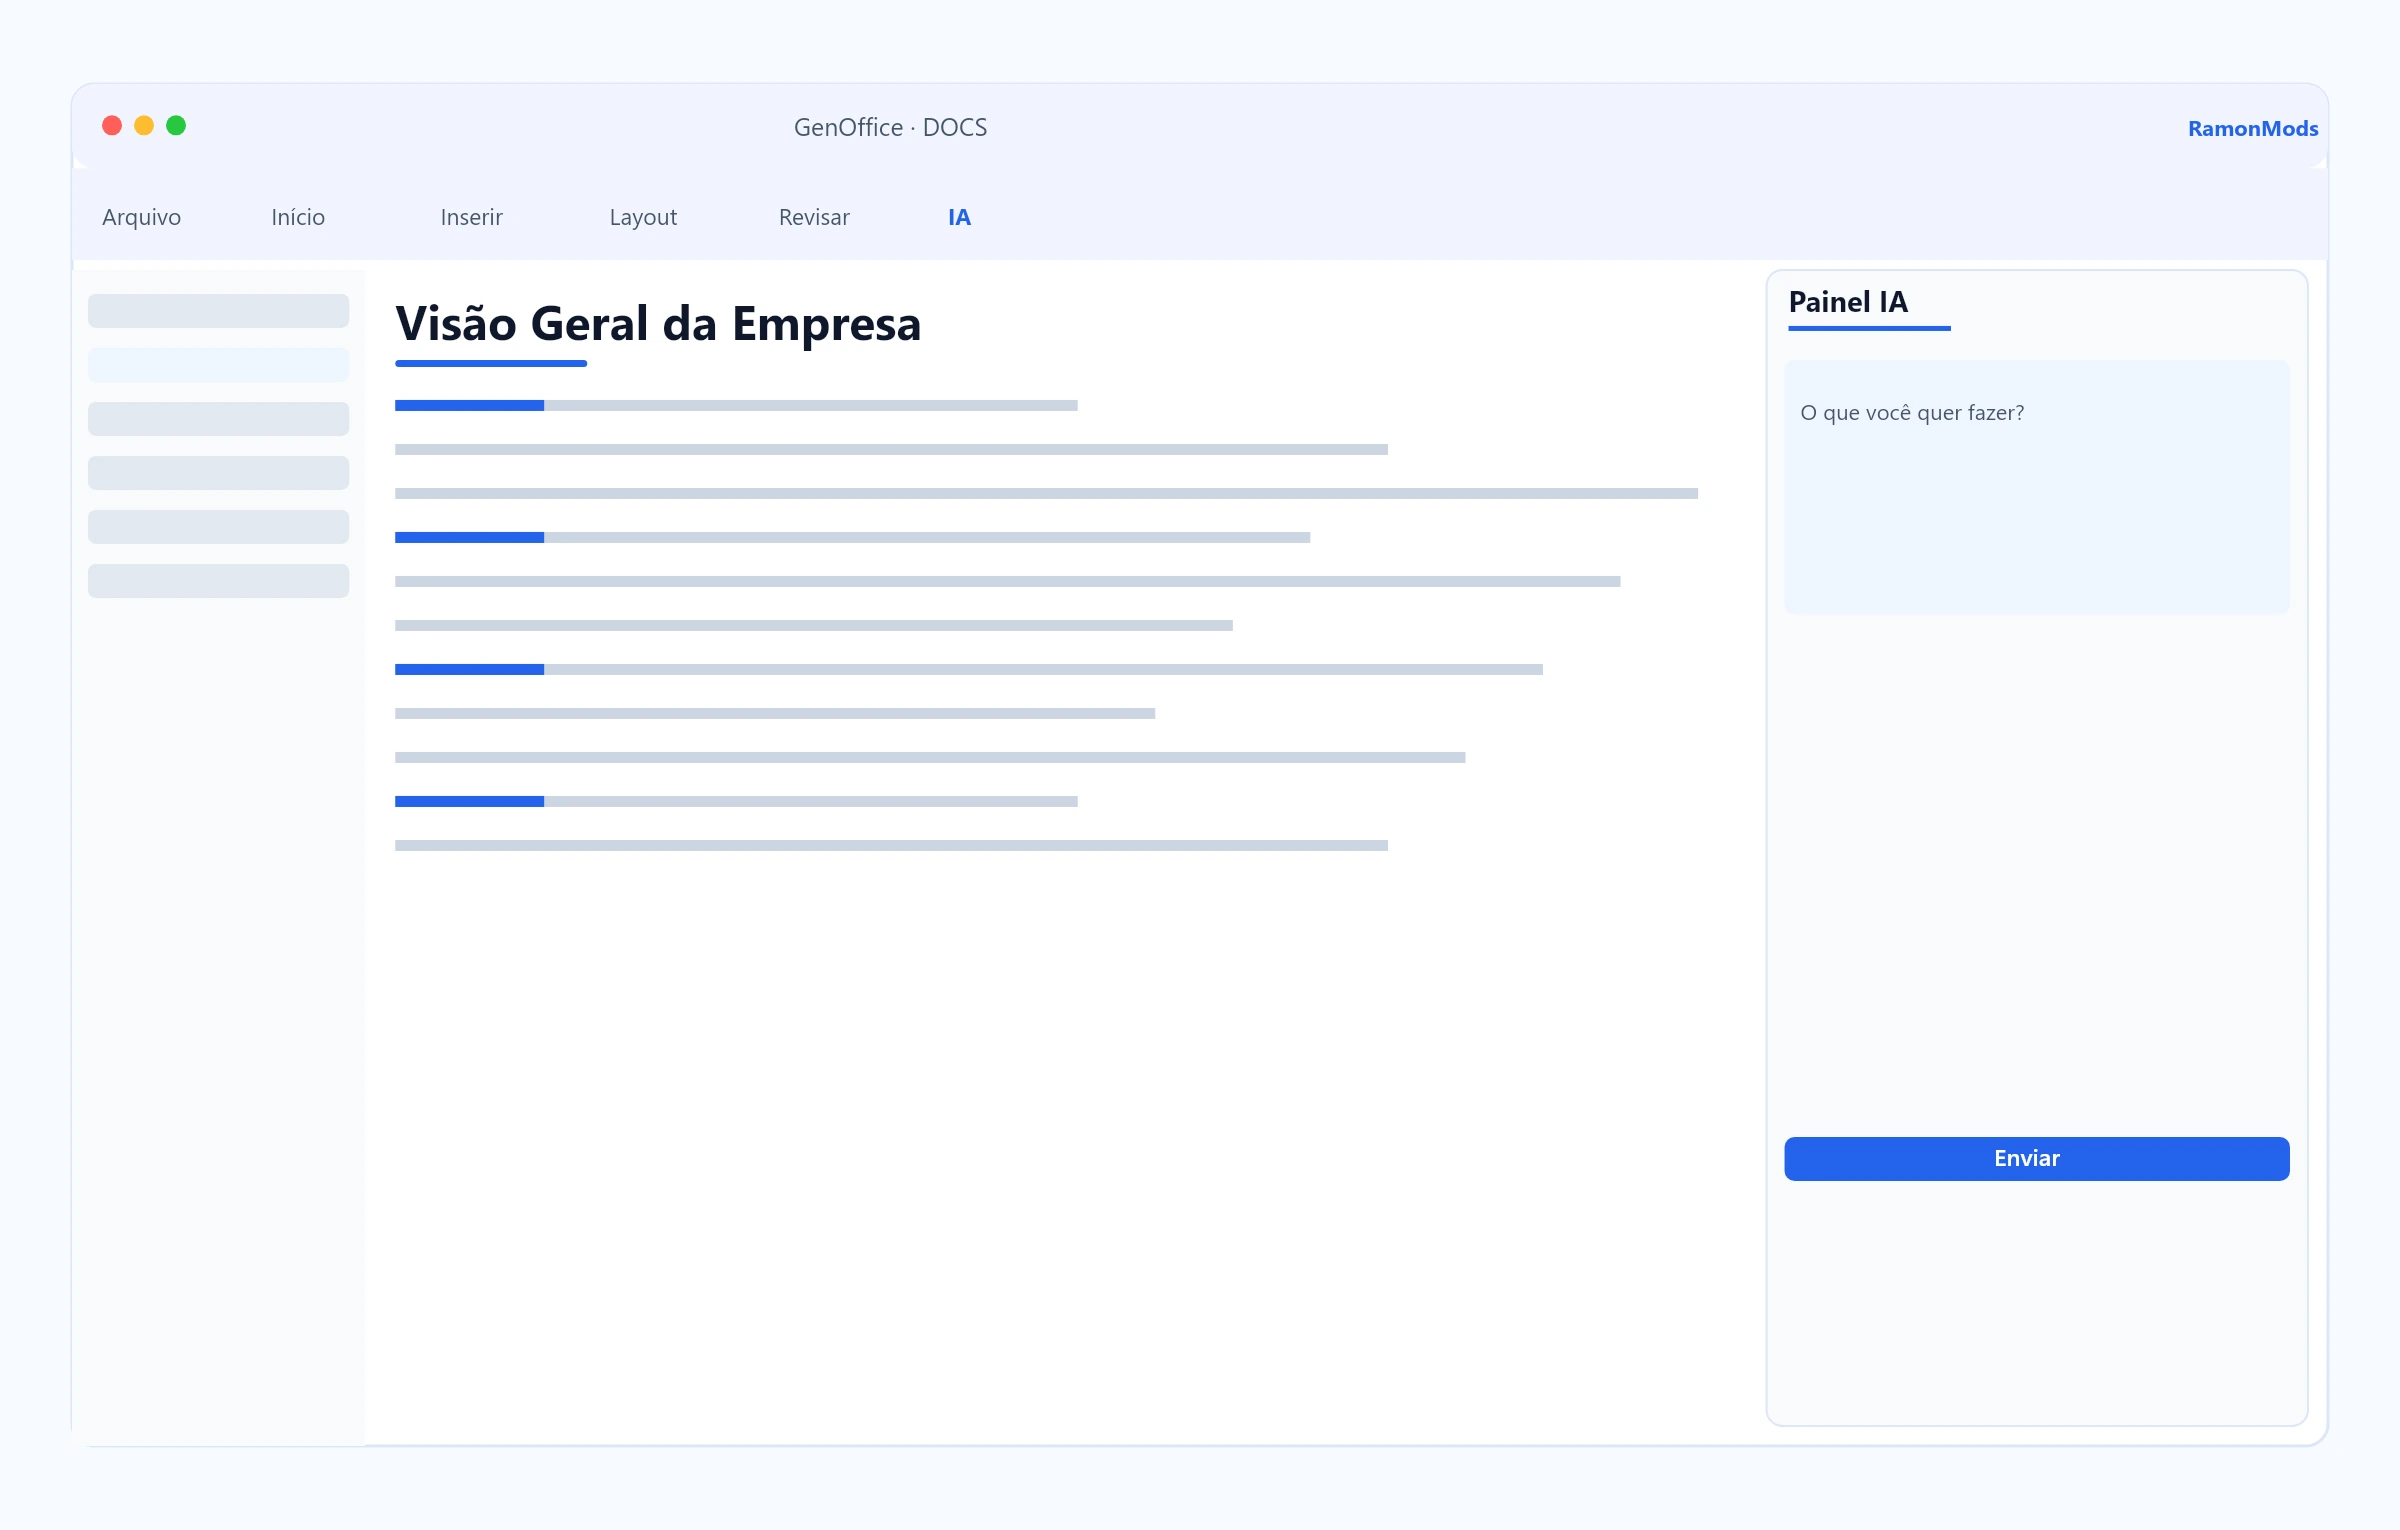 GenOffice · DOCS
RamonMods
Arquivo
Início
Inserir
Layout
Revisar
IA
Visão Geral da Empresa
Painel IA
O que você quer fazer?
Enviar